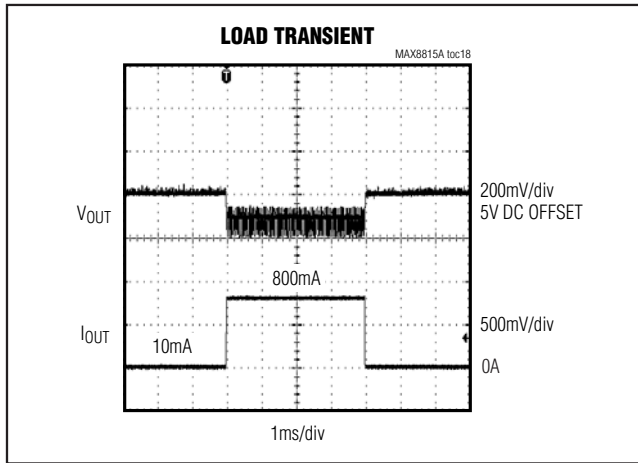 LOAD TRANSIENT
MAX8815A toc18
T
VOUT
200mV/div
5V DC OFFSET
800mA
IOUT
10mA
500mV/div
0A
1ms/div